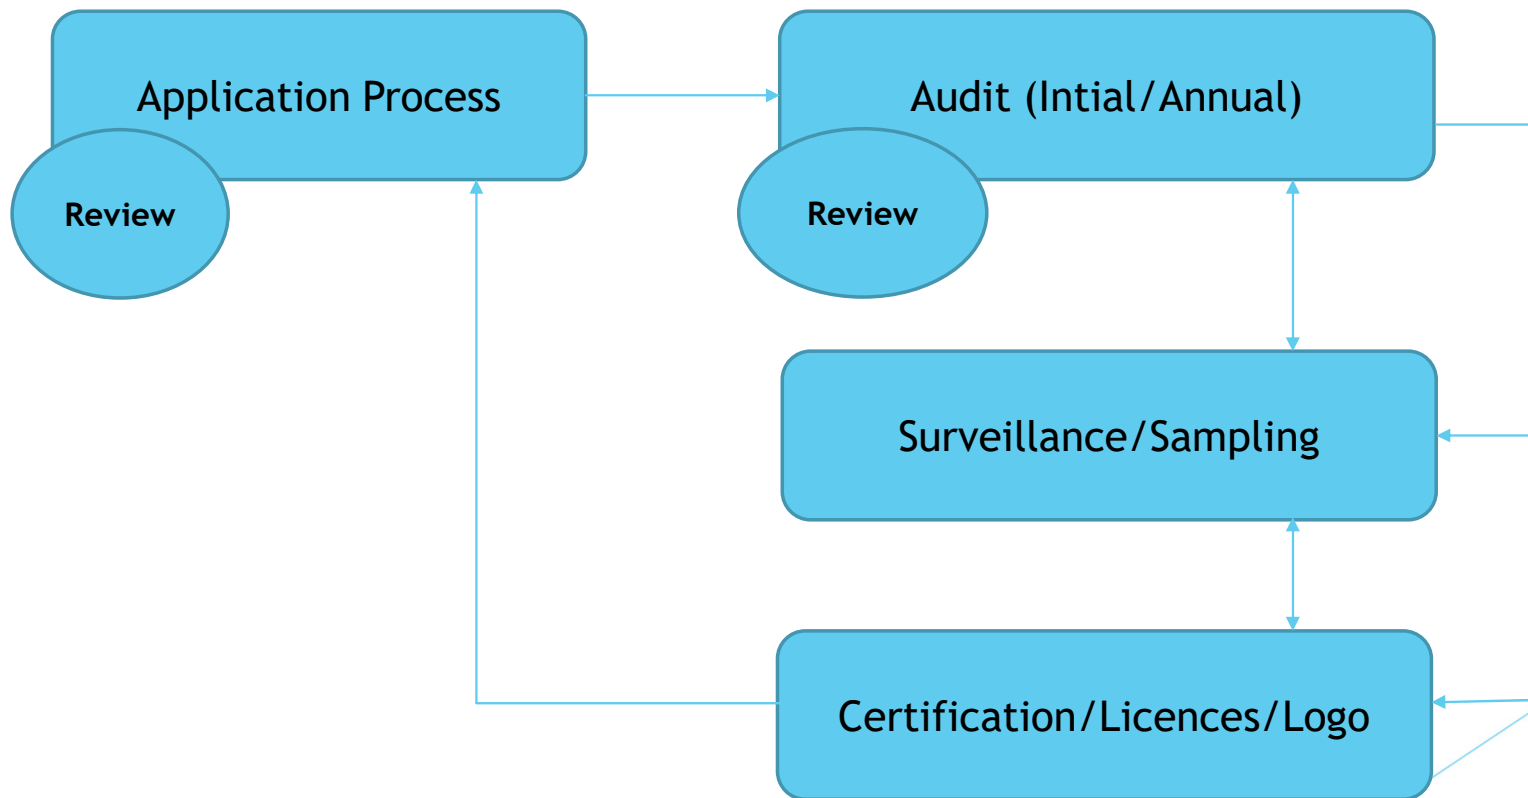 Application Process
Review
Audit (Intial/Annual)
Review
Surveillance/Sampling
Certification/Licences/Logo